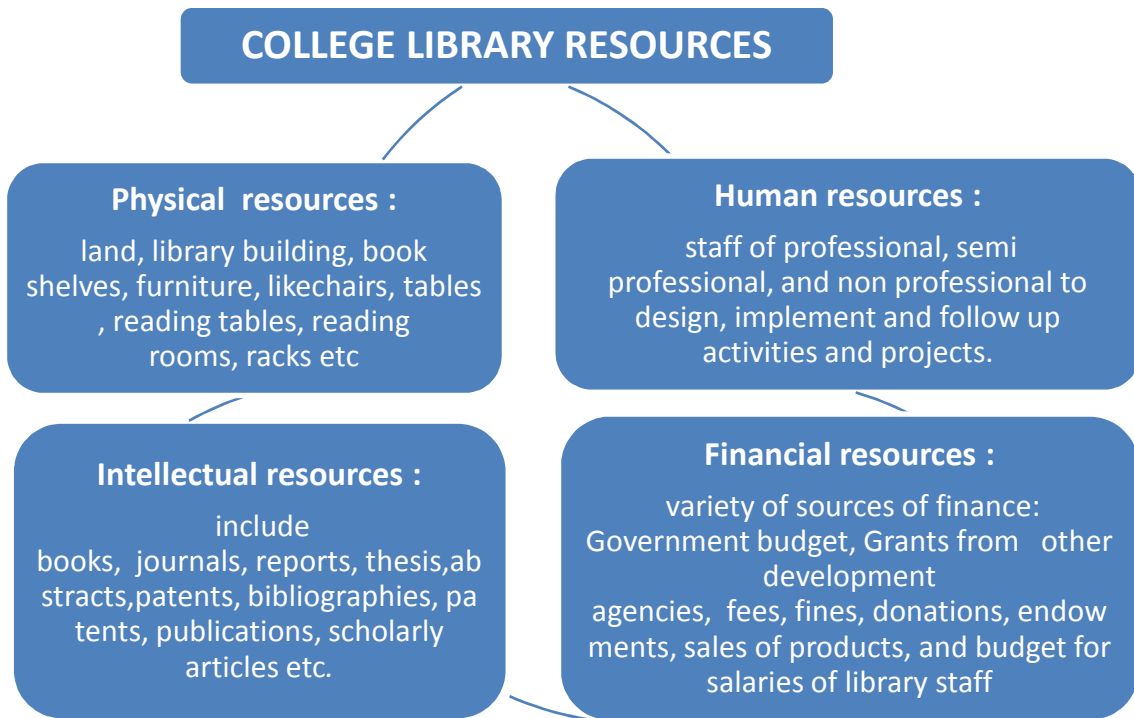 COLLEGE LIBRARY RESOURCES
Physical  resources :
land, library building, book
shelves, furniture, likechairs, tables
, reading tables, reading
rooms, racks etc
Human resources :
staff of professional, semi
professional, and non professional to
design, implement and follow up
activities and projects.
Intellectual resources :
include
books,  journals, reports, thesis,ab
stracts,patents, bibliographies, pa
tents, publications, scholarly
articles etc.
Financial resources :
variety of sources of finance:
Government budget, Grants from   other
development
agencies,  fees, fines, donations, endow
ments, sales of products, and budget for
salaries of library staff